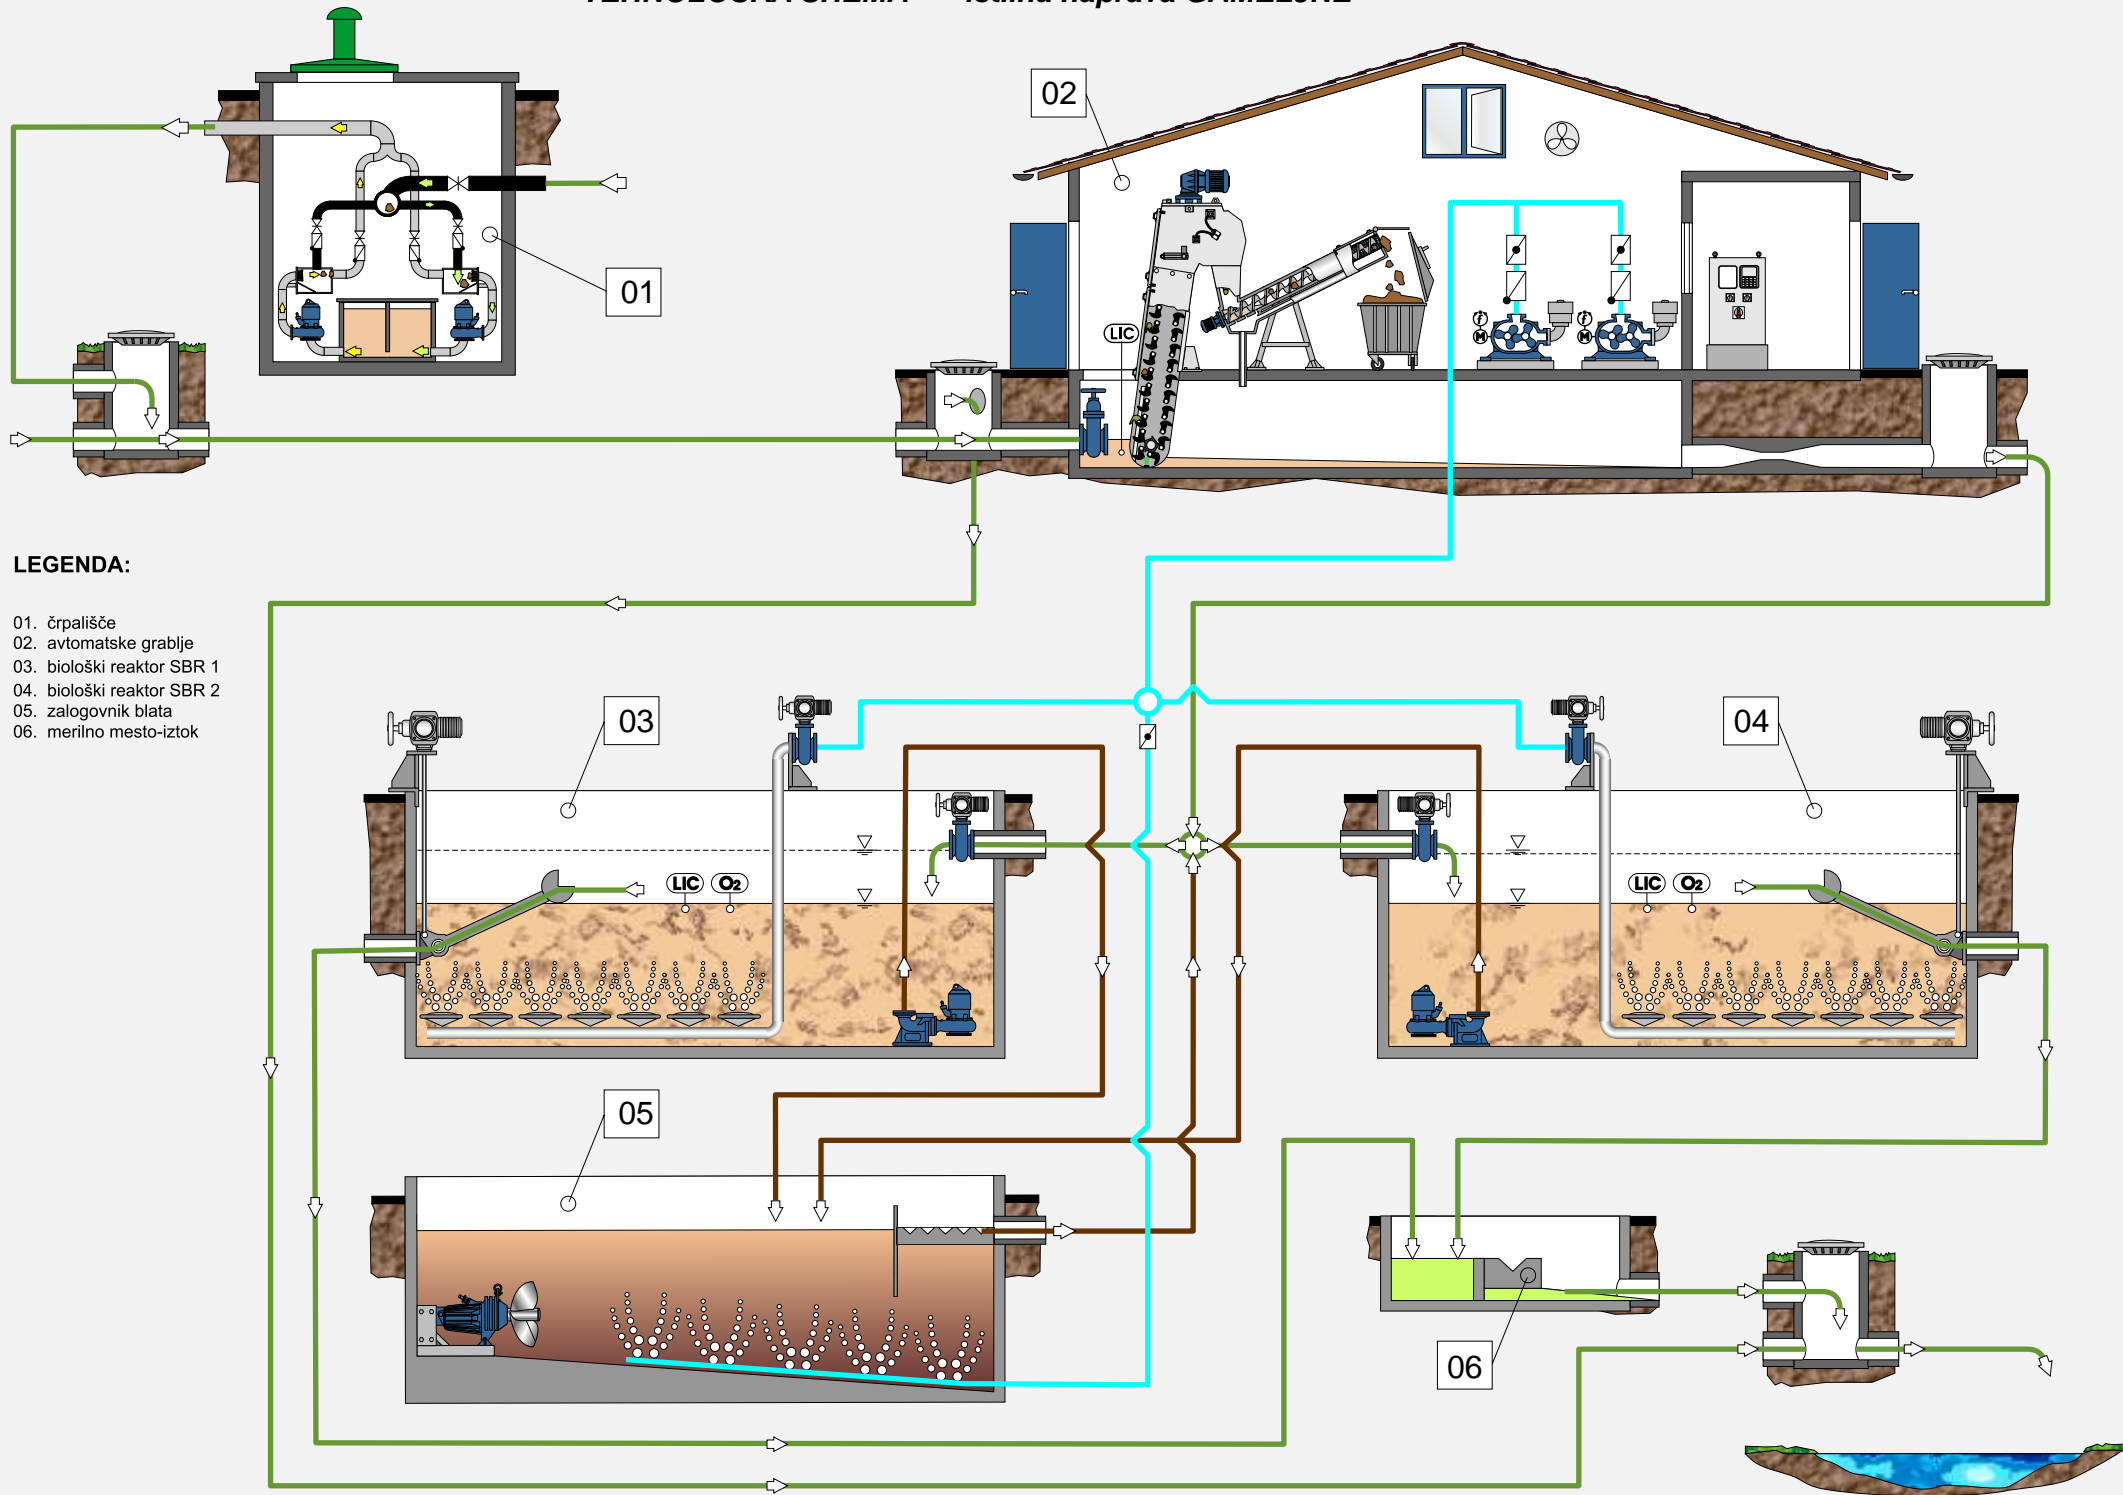 01
02
LIC
M
M
LEGENDA:
01. črpališče
02. avtomatske grablje
03. biološki reaktor SBR 1
04. biološki reaktor SBR 2
05. zalogovnik blata
06. merilno mesto-iztok
03
04
LIC O2
LIC O2
05
06